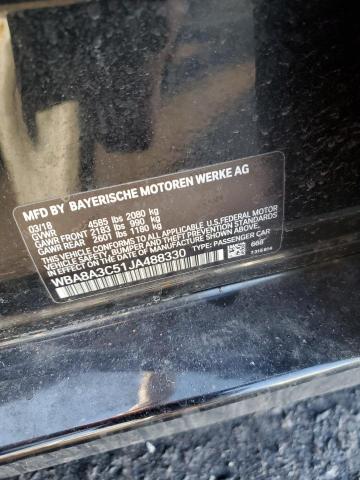 MFD BY BAYERISCHE MOTOREN WERKE AG
03/18
GVWR 4585 lbs 2080 kg
GAWR FRONT 2183 lbs 990 kg
GAWR REAR 2601 lbs 1180 kg
THIS VEHICLE CONFORMS TO ALL APPLICABLE U.S. FEDERAL MOTOR
VEHICLE SAFETY, BUMPER AND THEFT PREVENTION STANDARDS
IN EFFECT ON THE DATE OF MANUFACTURE SHOWN ABOVE.
WBA8A3C51JA488330 TYPE: PASSENGER CAR 668